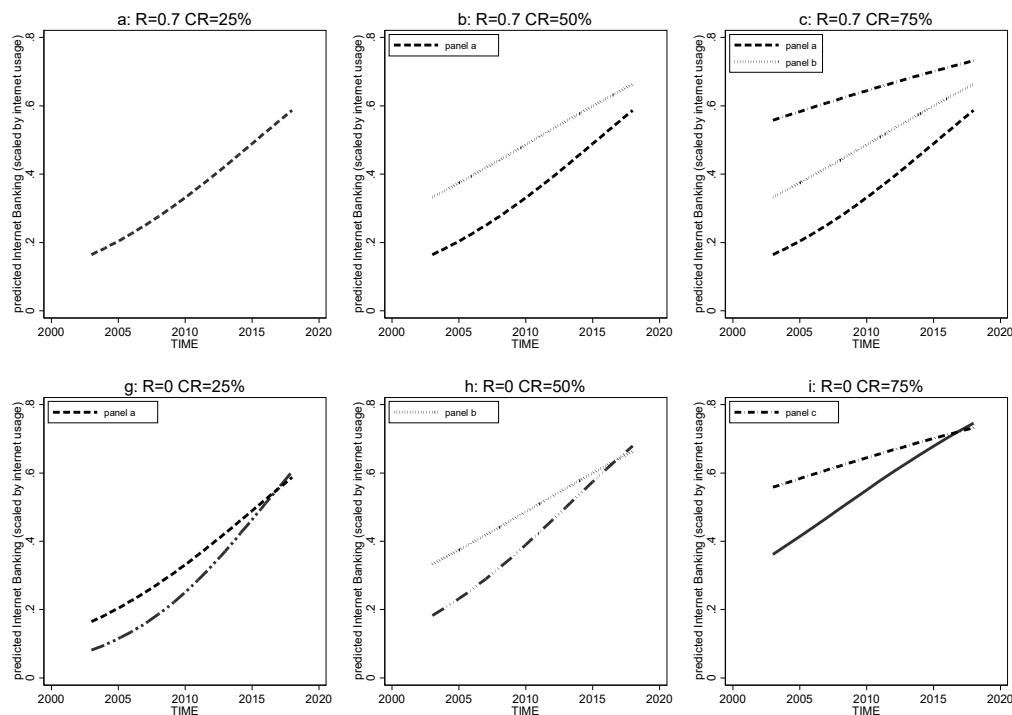 a: R=0.7 CR=25%
predicted Internet Banking (scaled by internet usage)
0 .2 .4 .6 .8
2000 2005 2010 2015 2020
TIME
b: R=0.7 CR=50%
panel a
predicted Internet Banking (scaled by internet usage)
0 .2 .4 .6 .8
2000 2005 2010 2015 2020
TIME
c: R=0.7 CR=75%
panel a
panel b
predicted Internet Banking (scaled by internet usage)
0 .2 .4 .6 .8
2000 2005 2010 2015 2020
TIME
g: R=0 CR=25%
panel a
predicted Internet Banking (scaled by internet usage)
0 .2 .4 .6 .8
2000 2005 2010 2015 2020
TIME
h: R=0 CR=50%
panel b
predicted Internet Banking (scaled by internet usage)
0 .2 .4 .6 .8
2000 2005 2010 2015 2020
TIME
i: R=0 CR=75%
panel c
predicted Internet Banking (scaled by internet usage)
0 .2 .4 .6 .8
2000 2005 2010 2015 2020
TIME